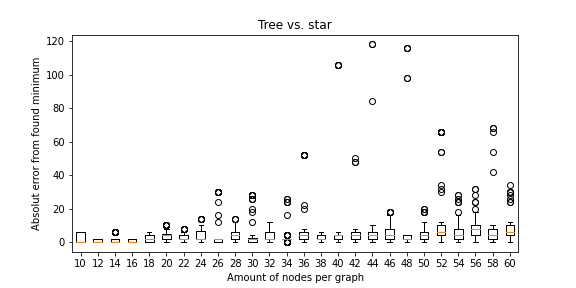 Tree vs. star
Absolut error from found minimum
120
100
80
60
40
20
0
10 12 14 16 18 20 22 24 26 28 30 32 34 36 38 40 42 44 46 48 50 52 54 56 58 60
Amount of nodes per graph